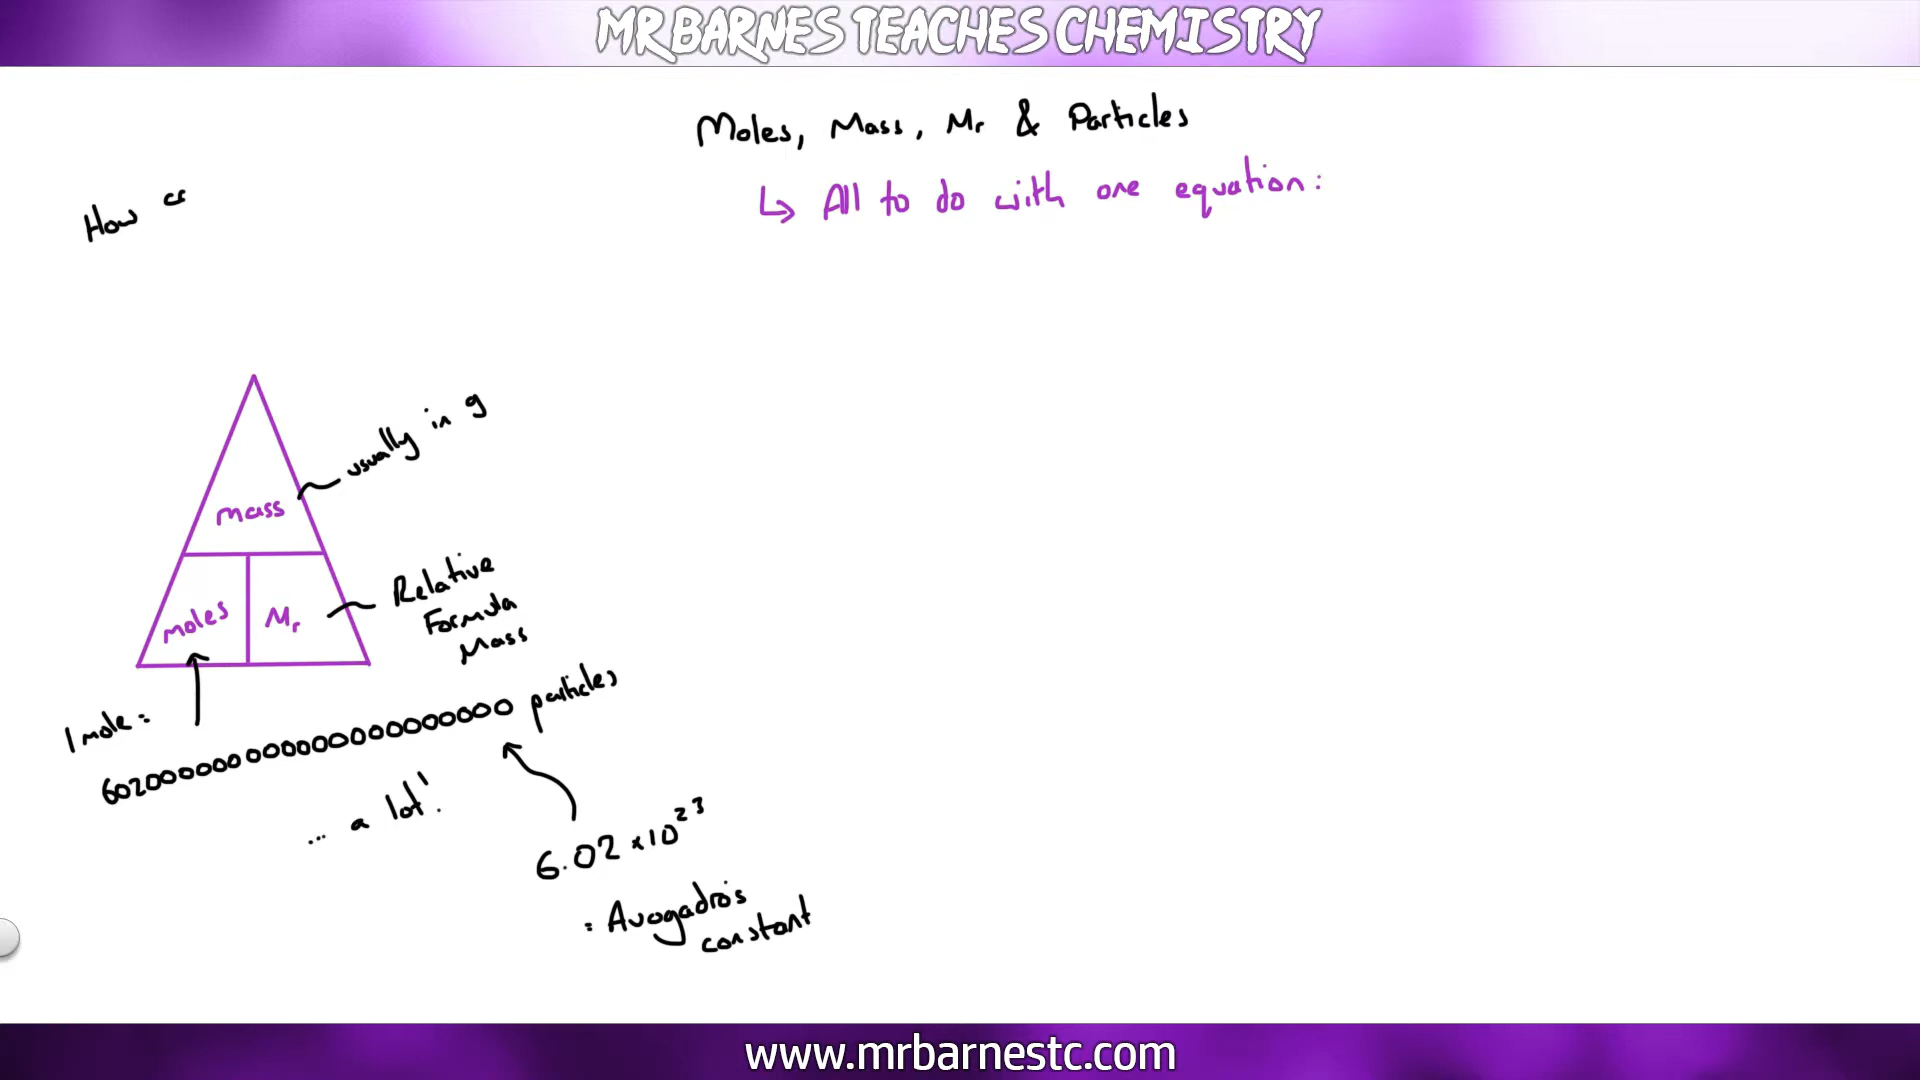 MR BARNES TEACHES CHEMISTRY
Moles, Mass, Mr & Particles
↳ All to do with one equation:
How
usually in g
mass
moles
Mr
Relative
Formula
Mass
1 mole =
particles
... a lot!
6.02 × 10²³
= Avogadro's
constant
www.mrbarnestc.com